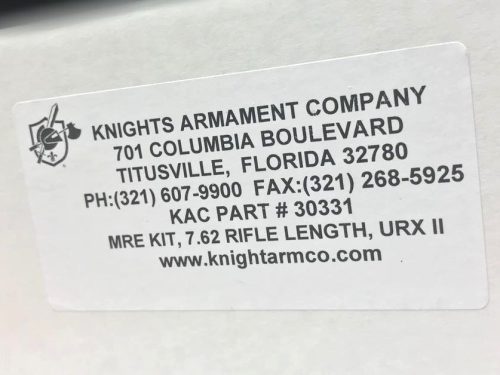 KNIGHTS ARMAMENT COMPANY
701 COLUMBIA BOULEVARD
TITUSVILLE, FLORIDA 32780
PH:(321) 607-9900 FAX:(321) 268-5925
KAC PART # 30331
MRE KIT, 7.62 RIFLE LENGTH, URX II
www.knightarmco.com